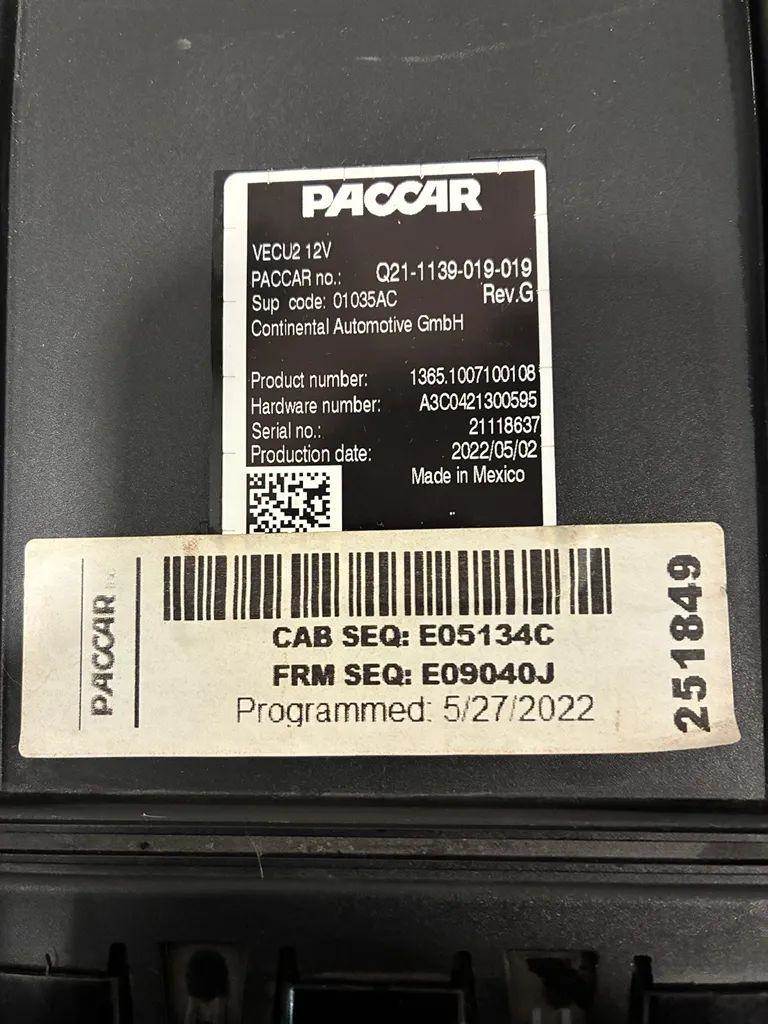 PACCAR
VECU2 12V
PACCAR no.: Q21-1139-019-019
Sup code: 01035AC Rev.G
Continental Automotive GmbH
Product number: 1365.1007100108
Hardware number: A3C0421300595
Serial no.: 21118637
Production date: 2022/05/02
Made in Mexico
PACCAR
CAB SEQ: E05134C
FRM SEQ: E09040J
Programmed: 5/27/2022
251849